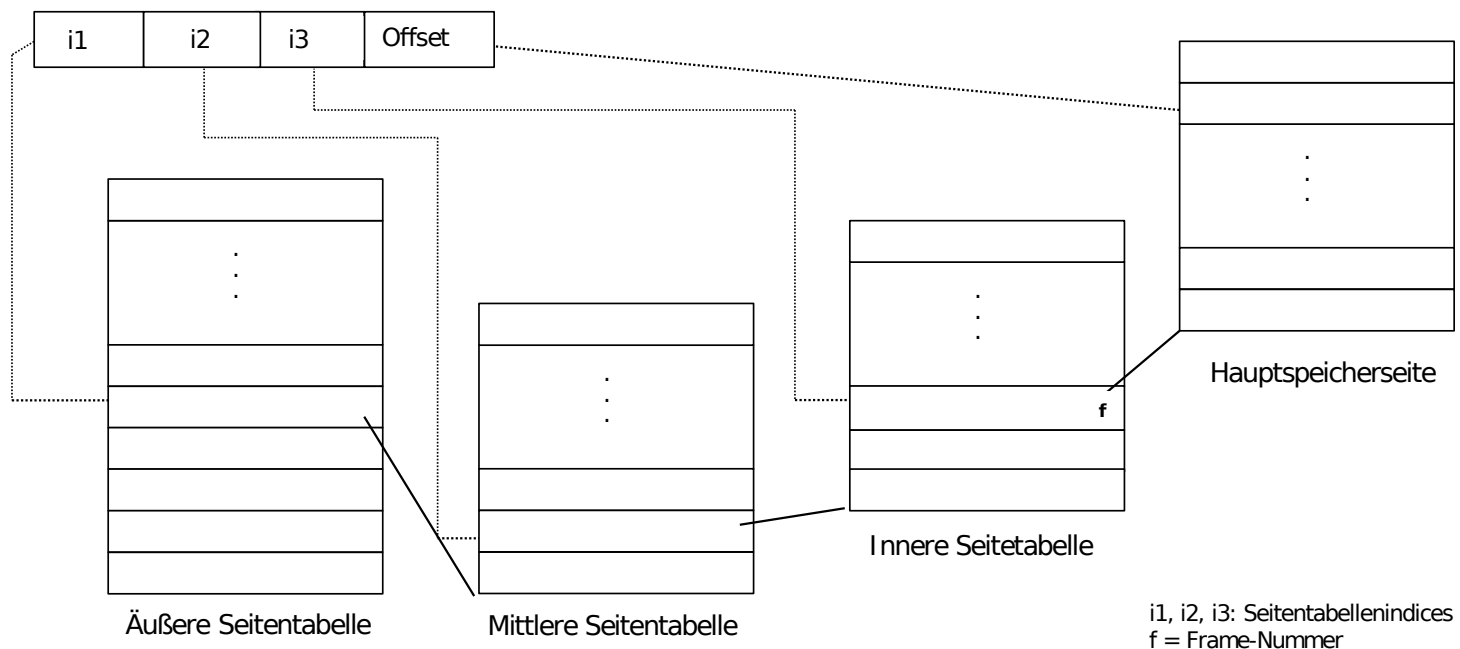 i1 i2 i3 Offset
f
Hauptspeicherseite
Innere Seitetabelle
Äußere Seitentabelle
Mittlere Seitentabelle
i1, i2, i3: Seitentabellenindices
f = Frame-Nummer